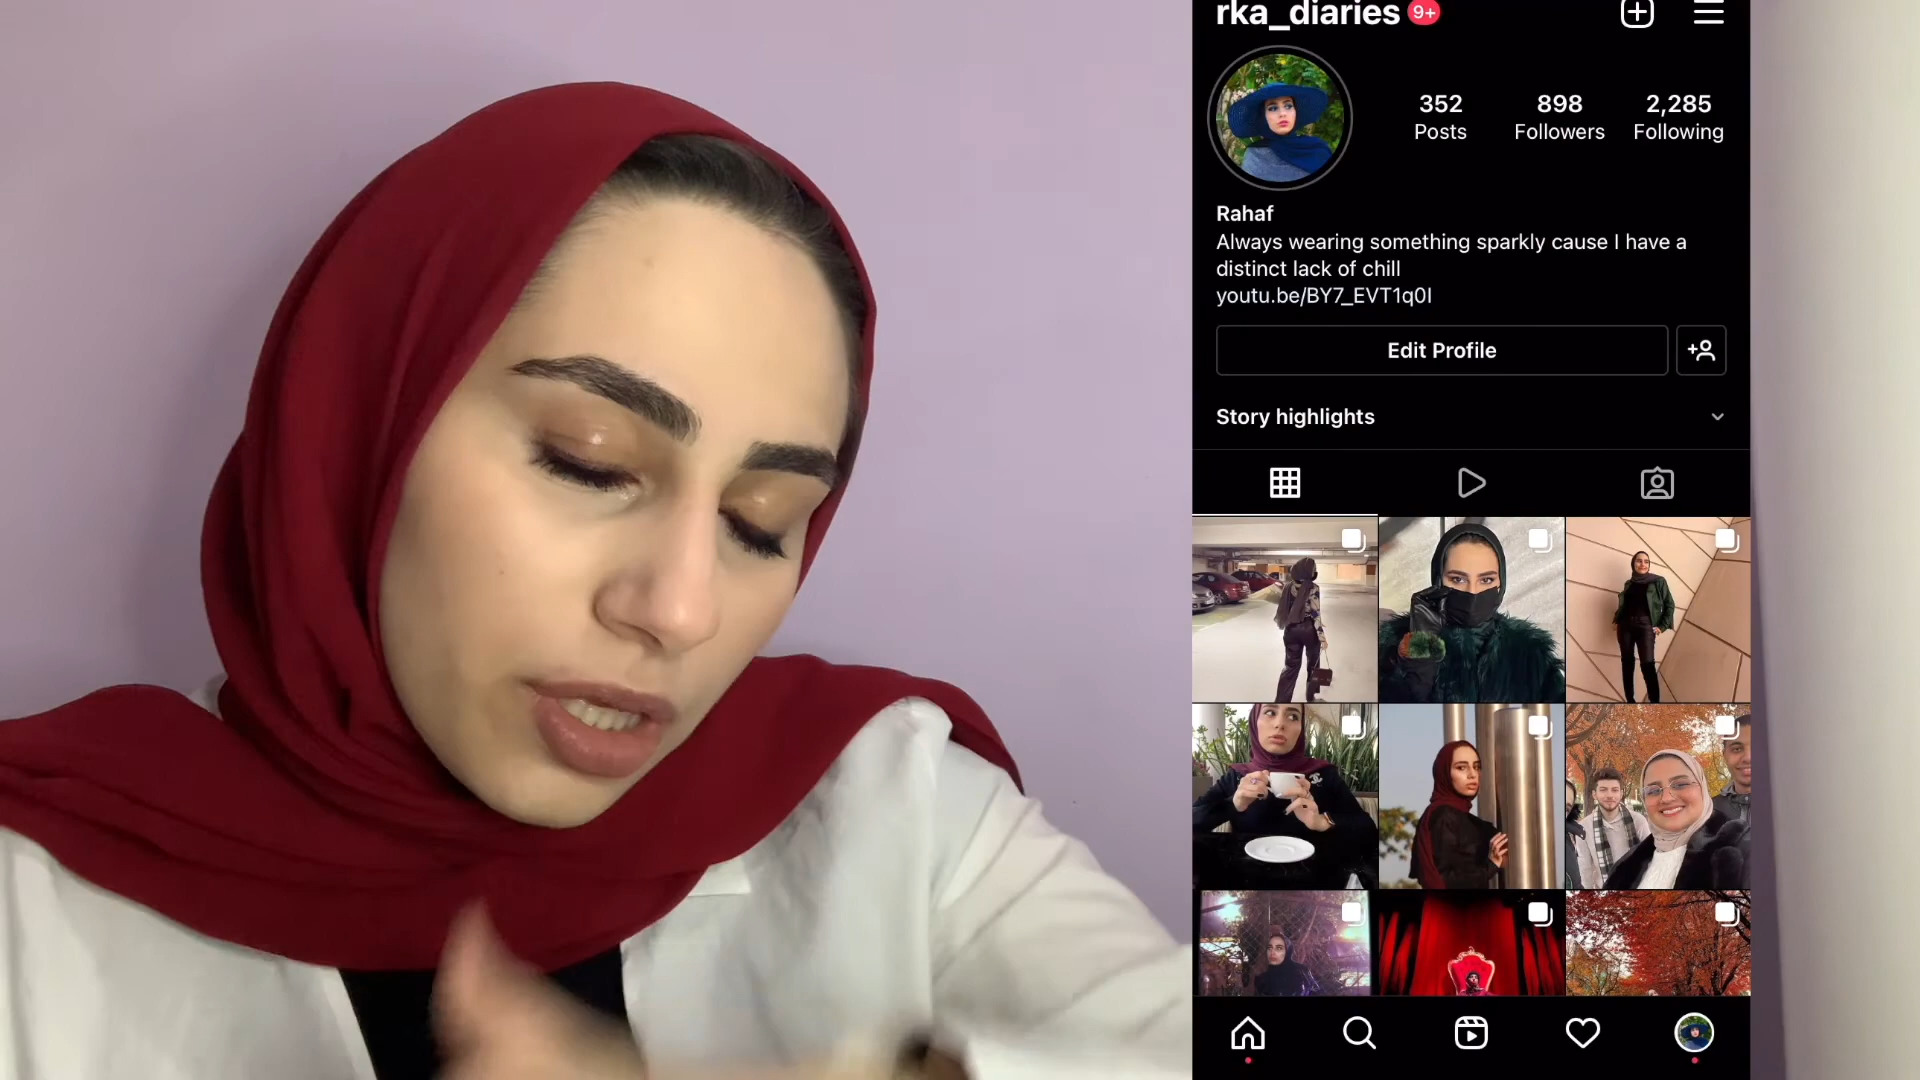 rka_diaries 9+
352 898 2,285
Posts Followers Following
Rahaf
Always wearing something sparkly cause I have a
distinct lack of chill
youtu.be/BY7_EVT1q0I
Edit Profile
Story highlights